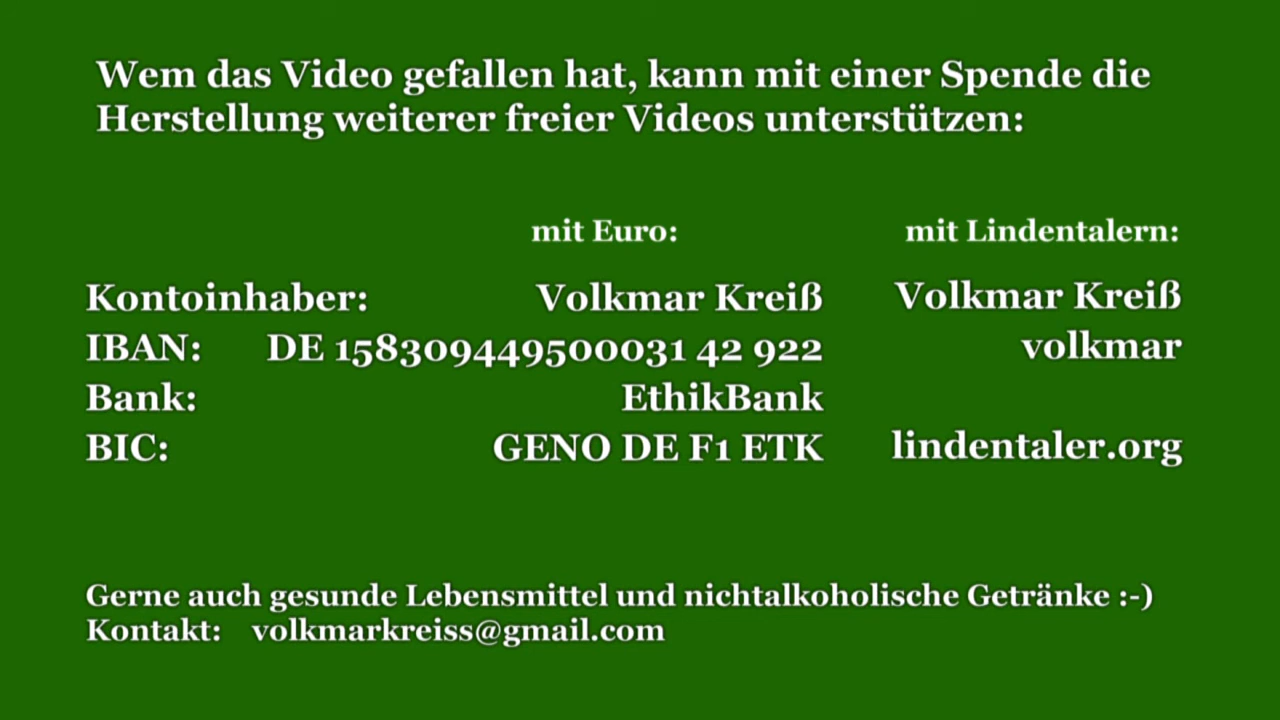 Wem das Video gefallen hat, kann mit einer Spende die
Herstellung weiterer freier Videos unterstützen:
mit Euro: mit Lindentalern:
Kontoinhaber: Volkmar Kreiß Volkmar Kreiß
IBAN: DE 158309449500031 42 922 volkmar
Bank: EthikBank
BIC: GENO DE F1 ETK lindentaler.org
Gerne auch gesunde Lebensmittel und nichtalkoholische Getränke :-)
Kontakt: volkmarkreiss@gmail.com